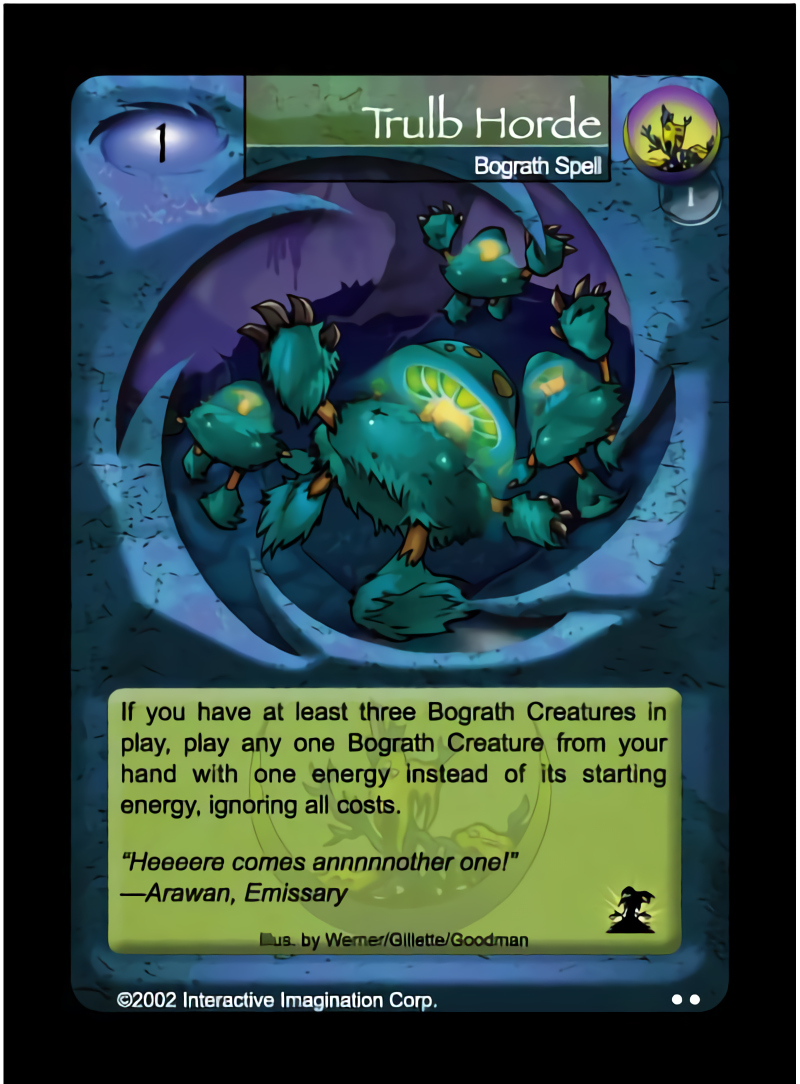 1
Trulb Horde
Bograth Spell
1
If you have at least three Bograth Creatures in
play, play any one Bograth Creature from your
hand with one energy instead of its starting
energy, ignoring all costs.
“Heeeere comes annnnnother one!”
—Arawan, Emissary
Illus. by Werner/Gillette/Goodman
©2002 Interactive Imagination Corp.